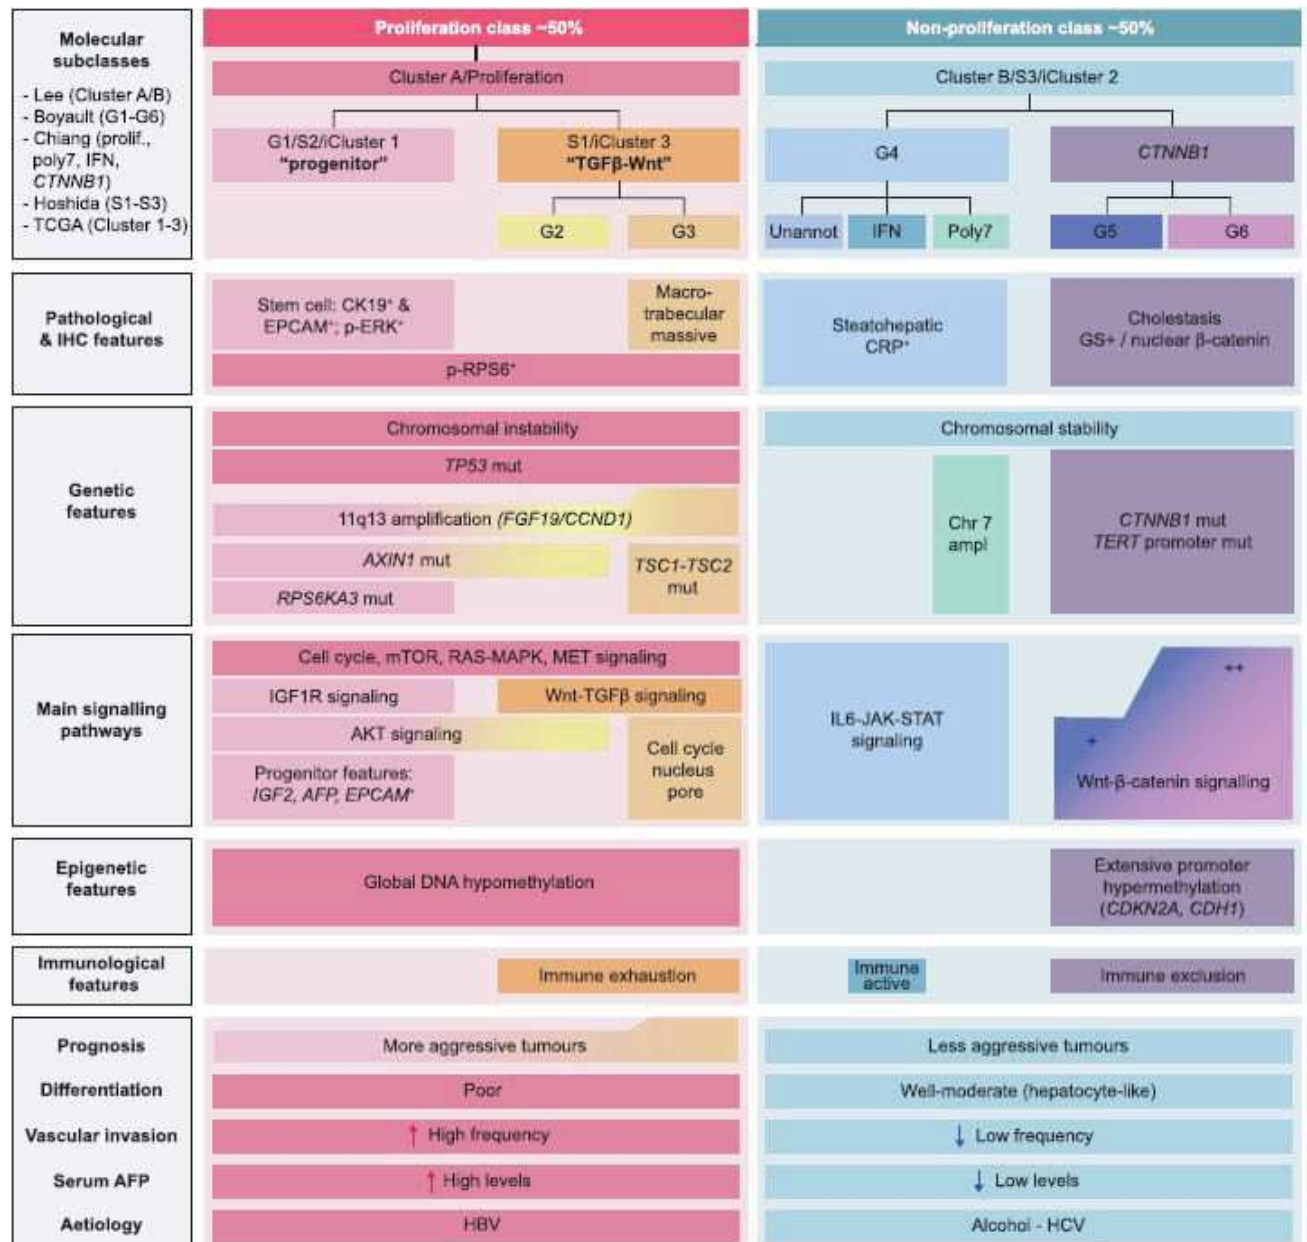 Molecular
subclasses
- Lee (Cluster A/B)
- Boyault (G1-G6)
- Chiang (prolif.,
poly7, IFN,
CTNNB1)
- Hoshida (S1-S3)
- TCGA (Cluster 1-3)
Proliferation class ~50%
Cluster A/Proliferation
G1/S2/iCluster 1
"progenitor"
S1/iCluster 3
"TGFβ-Wnt"
G2
G3
Non-proliferation class ~50%
Cluster B/S3/iCluster 2
G4
CTNNB1
Unannot
IFN
Poly7
G5
G6
Pathological
& IHC features
Stem cell: CK19⁺ &
EPCAM⁺; p-ERK⁺
Macro-
trabecular
massive
p-RPS6⁺
Steatohepatic
CRP⁺
Cholestasis
GS+ / nuclear β-catenin
Genetic
features
Chromosomal instability
TP53 mut
11q13 amplification (FGF19/CCND1)
AXIN1 mut
RPS6KA3 mut
TSC1-TSC2
mut
Chromosomal stability
Chr 7
ampl
CTNNB1 mut
TERT promoter mut
Main signalling
pathways
Cell cycle, mTOR, RAS-MAPK, MET signaling
IGF1R signaling
Wnt-TGFβ signaling
AKT signaling
Progenitor features:
IGF2, AFP, EPCAM⁺
Cell cycle
nucleus
pore
IL6-JAK-STAT
signaling
++
+
Wnt-β-catenin signalling
Epigenetic
features
Global DNA hypomethylation
Extensive promoter
hypermethylation
(CDKN2A, CDH1)
Immunological
features
Immune exhaustion
Immune
active
Immune exclusion
Prognosis
More aggressive tumours
Less aggressive tumours
Differentiation
Poor
Well-moderate (hepatocyte-like)
Vascular invasion
↑ High frequency
↓ Low frequency
Serum AFP
↑ High levels
↓ Low levels
Aetiology
HBV
Alcohol - HCV